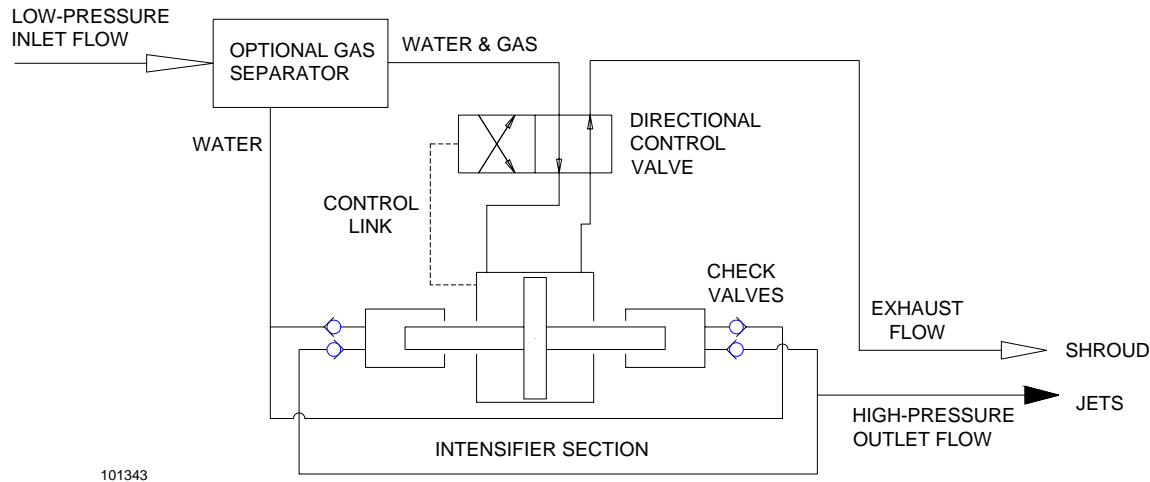 LOW-PRESSURE
INLET FLOW
OPTIONAL GAS
SEPARATOR
WATER & GAS
WATER
DIRECTIONAL
CONTROL
VALVE
CONTROL
LINK
CHECK
VALVES
EXHAUST
FLOW
SHROUD
JETS
HIGH-PRESSURE
OUTLET FLOW
INTENSIFIER SECTION
101343